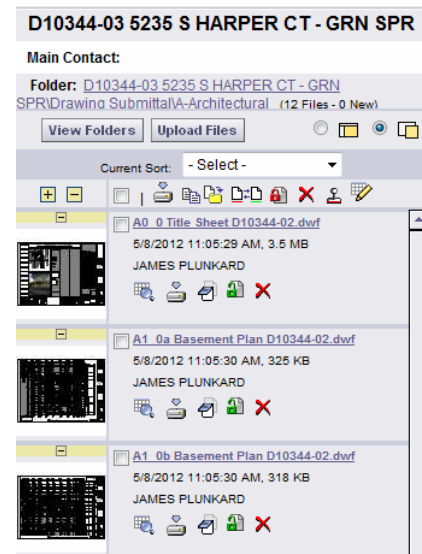 D10344-03 5235 S HARPER CT - GRN SPR
Main Contact:
Folder: D10344-03 5235 S HARPER CT - GRN
SPR\Drawing Submittal\A-Architectural (12 Files - 0 New)
View Folders Upload Files
Current Sort: - Select -
A0_0 Title Sheet D10344-02.dwf
5/8/2012 11:05:29 AM, 3.5 MB
JAMES PLUNKARD
A1_0a Basement Plan D10344-02.dwf
5/8/2012 11:05:30 AM, 325 KB
JAMES PLUNKARD
A1_0b Basement Plan D10344-02.dwf
5/8/2012 11:05:30 AM, 318 KB
JAMES PLUNKARD